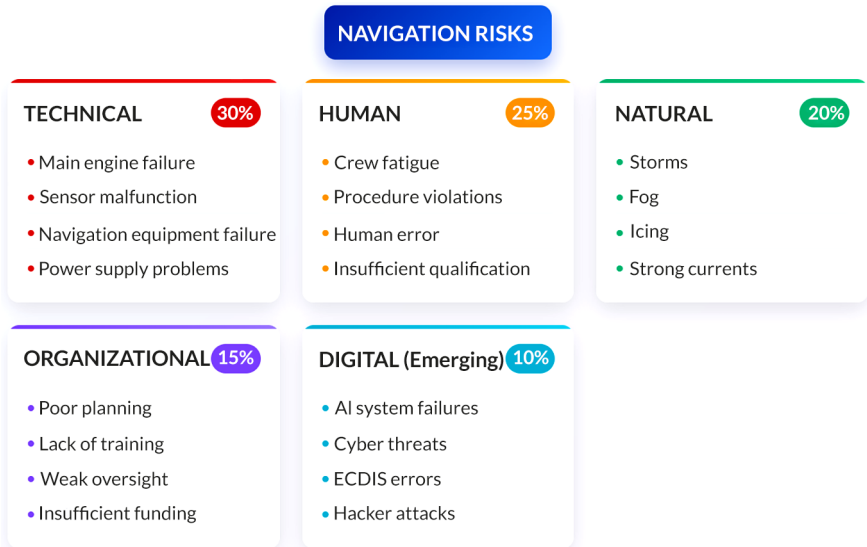 NAVIGATION RISKS
TECHNICAL 30%
• Main engine failure
• Sensor malfunction
• Navigation equipment failure
• Power supply problems
HUMAN 25%
• Crew fatigue
• Procedure violations
• Human error
• Insufficient qualification
NATURAL 20%
• Storms
• Fog
• Icing
• Strong currents
ORGANIZATIONAL 15%
• Poor planning
• Lack of training
• Weak oversight
• Insufficient funding
DIGITAL (Emerging) 10%
• AI system failures
• Cyber threats
• ECDIS errors
• Hacker attacks